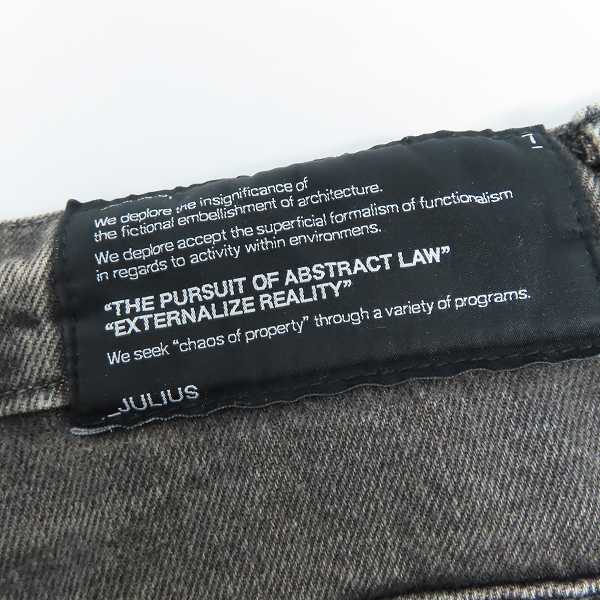 We deplore the insignificance of
the fictional embellishment of architecture.
We deplore accept the superficial formalism of functionalism
in regards to activity within environmens.
“THE PURSUIT OF ABSTRACT LAW”
“EXTERNALIZE REALITY”
We seek “chaos of property” through a variety of programs.
_JULIUS